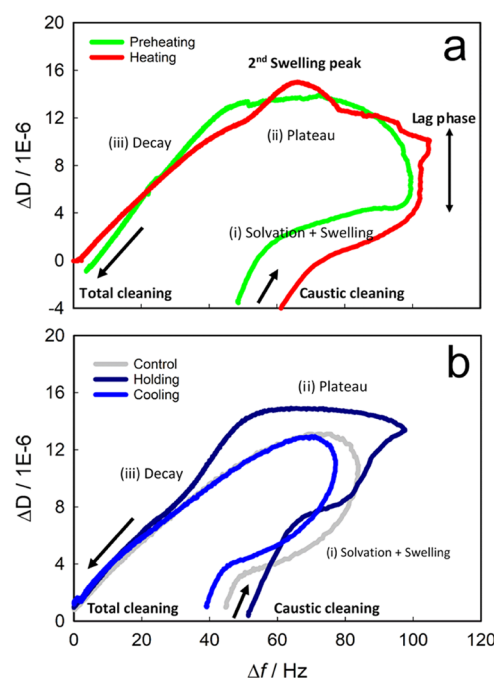 20
16
12
8
4
0
-4
ΔD / 1E-6
Preheating
Heating
a
2nd Swelling peak
Lag phase
(iii) Decay
(ii) Plateau
(i) Solvation + Swelling
Total cleaning
Caustic cleaning
20
16
12
8
4
0
ΔD / 1E-6
Control
Holding
Cooling
b
(ii) Plateau
(iii) Decay
(i) Solvation + Swelling
Total cleaning
Caustic cleaning
0 20 40 60 80 100 120
Δf / Hz